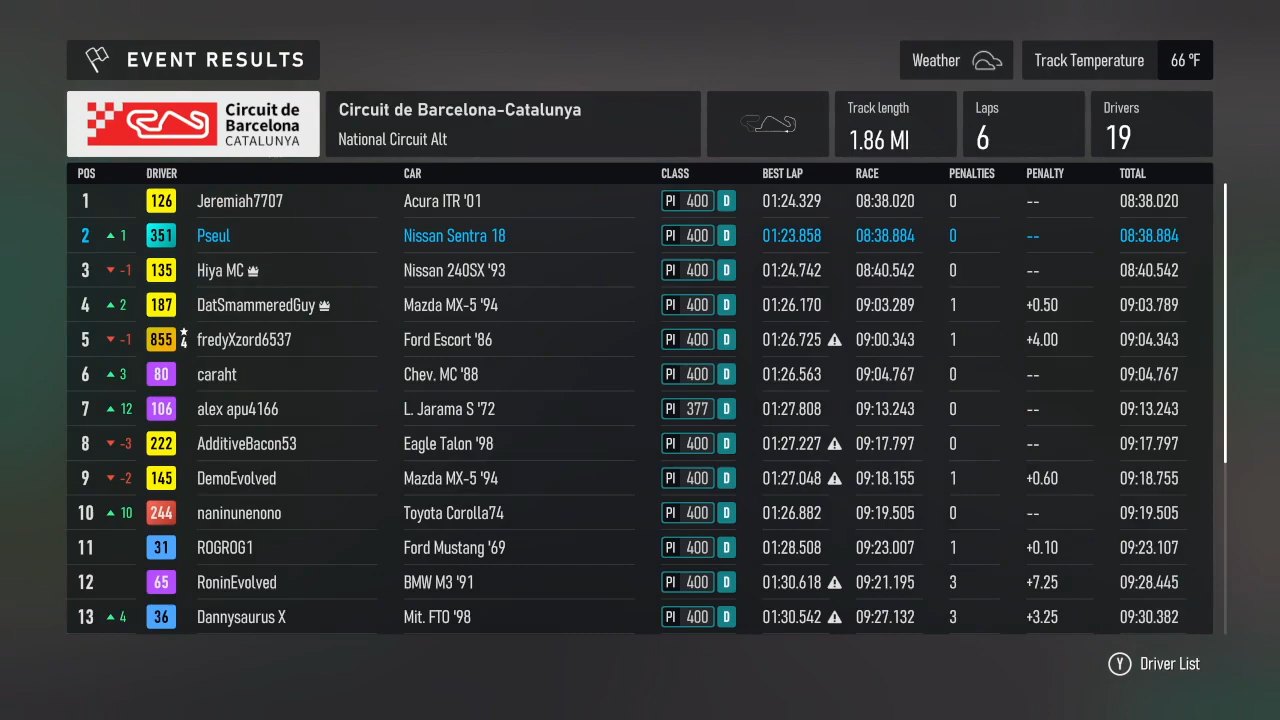 EVENT RESULTS
Weather
Track Temperature 66 ºF
Circuit de Barcelona CATALUNYA
Circuit de Barcelona-Catalunya
National Circuit Alt
Track length 1.86 MI
Laps 6
Drivers 19
POS DRIVER CAR CLASS BEST LAP RACE PENALTIES PENALTY TOTAL
1 126 Jeremiah7707 Acura ITR '01 PI 400 D 01:24.329 08:38.020 0 -- 08:38.020
2 1 351 Pseul Nissan Sentra 18 PI 400 D 01:23.858 08:38.884 0 -- 08:38.884
3 -1 135 Hiya MC Nissan 240SX '93 PI 400 D 01:24.742 08:40.542 0 -- 08:40.542
4 2 187 DatSmammeredGuy Mazda MX-5 '94 PI 400 D 01:26.170 09:03.289 1 +0.50 09:03.789
5 -1 855 4 fredyXzord6537 Ford Escort '86 PI 400 D 01:26.725 09:00.343 1 +4.00 09:04.343
6 3 80 caraht Chev. MC '88 PI 400 D 01:26.563 09:04.767 0 -- 09:04.767
7 12 106 alex apu4166 L. Jarama S '72 PI 377 D 01:27.808 09:13.243 0 -- 09:13.243
8 -3 222 AdditiveBacon53 Eagle Talon '98 PI 400 D 01:27.227 09:17.797 0 -- 09:17.797
9 -2 145 DemoEvolved Mazda MX-5 '94 PI 400 D 01:27.048 09:18.155 1 +0.60 09:18.755
10 10 244 naninunenono Toyota Corolla74 PI 400 D 01:26.882 09:19.505 0 -- 09:19.505
11 31 ROGROG1 Ford Mustang '69 PI 400 D 01:28.508 09:23.007 1 +0.10 09:23.107
12 65 RoninEvolved BMW M3 '91 PI 400 D 01:30.618 09:21.195 3 +7.25 09:28.445
13 4 36 Dannysaurus X Mit. FTO '98 PI 400 D 01:30.542 09:27.132 3 +3.25 09:30.382
Y Driver List